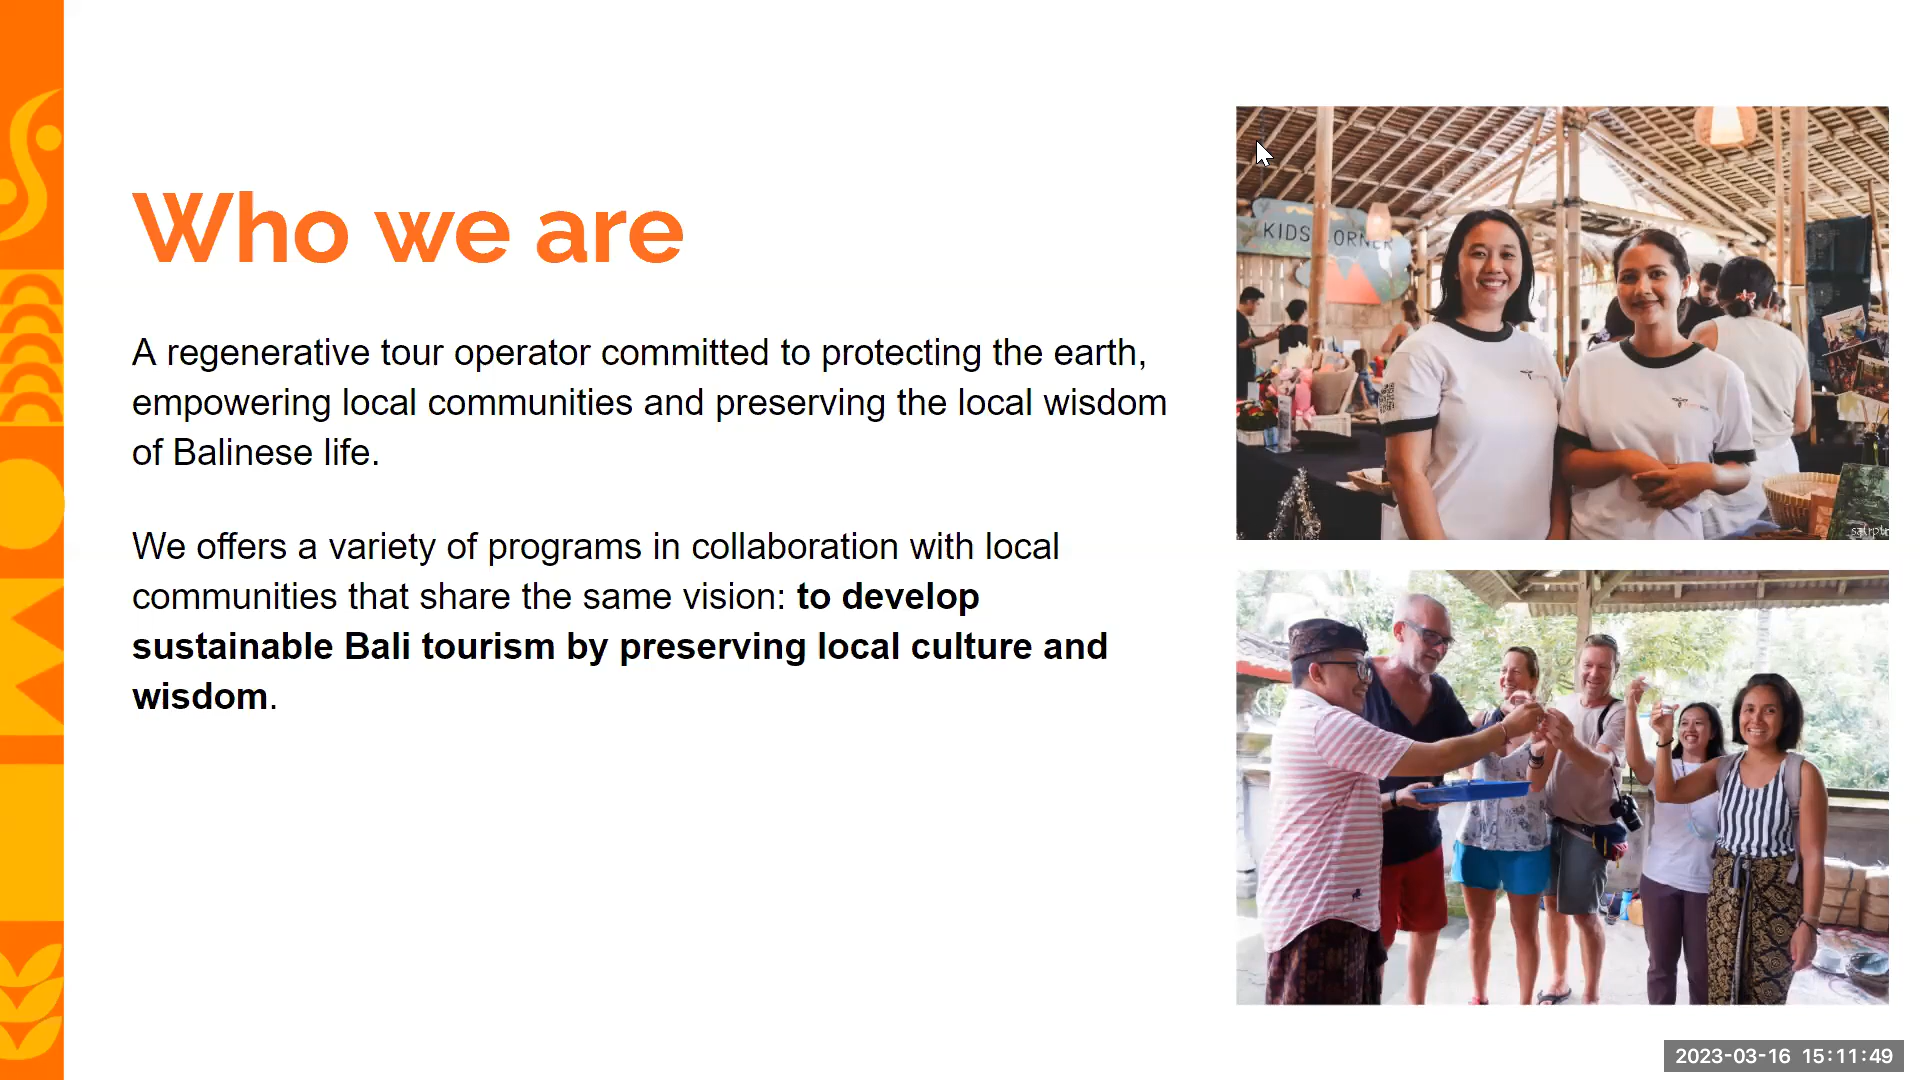 Who we are
A regenerative tour operator committed to protecting the earth,
empowering local communities and preserving the local wisdom
of Balinese life.
We offers a variety of programs in collaboration with local
communities that share the same vision: to develop
sustainable Bali tourism by preserving local culture and
wisdom.
KIDS CORNER
2023-03-16 15:11:49